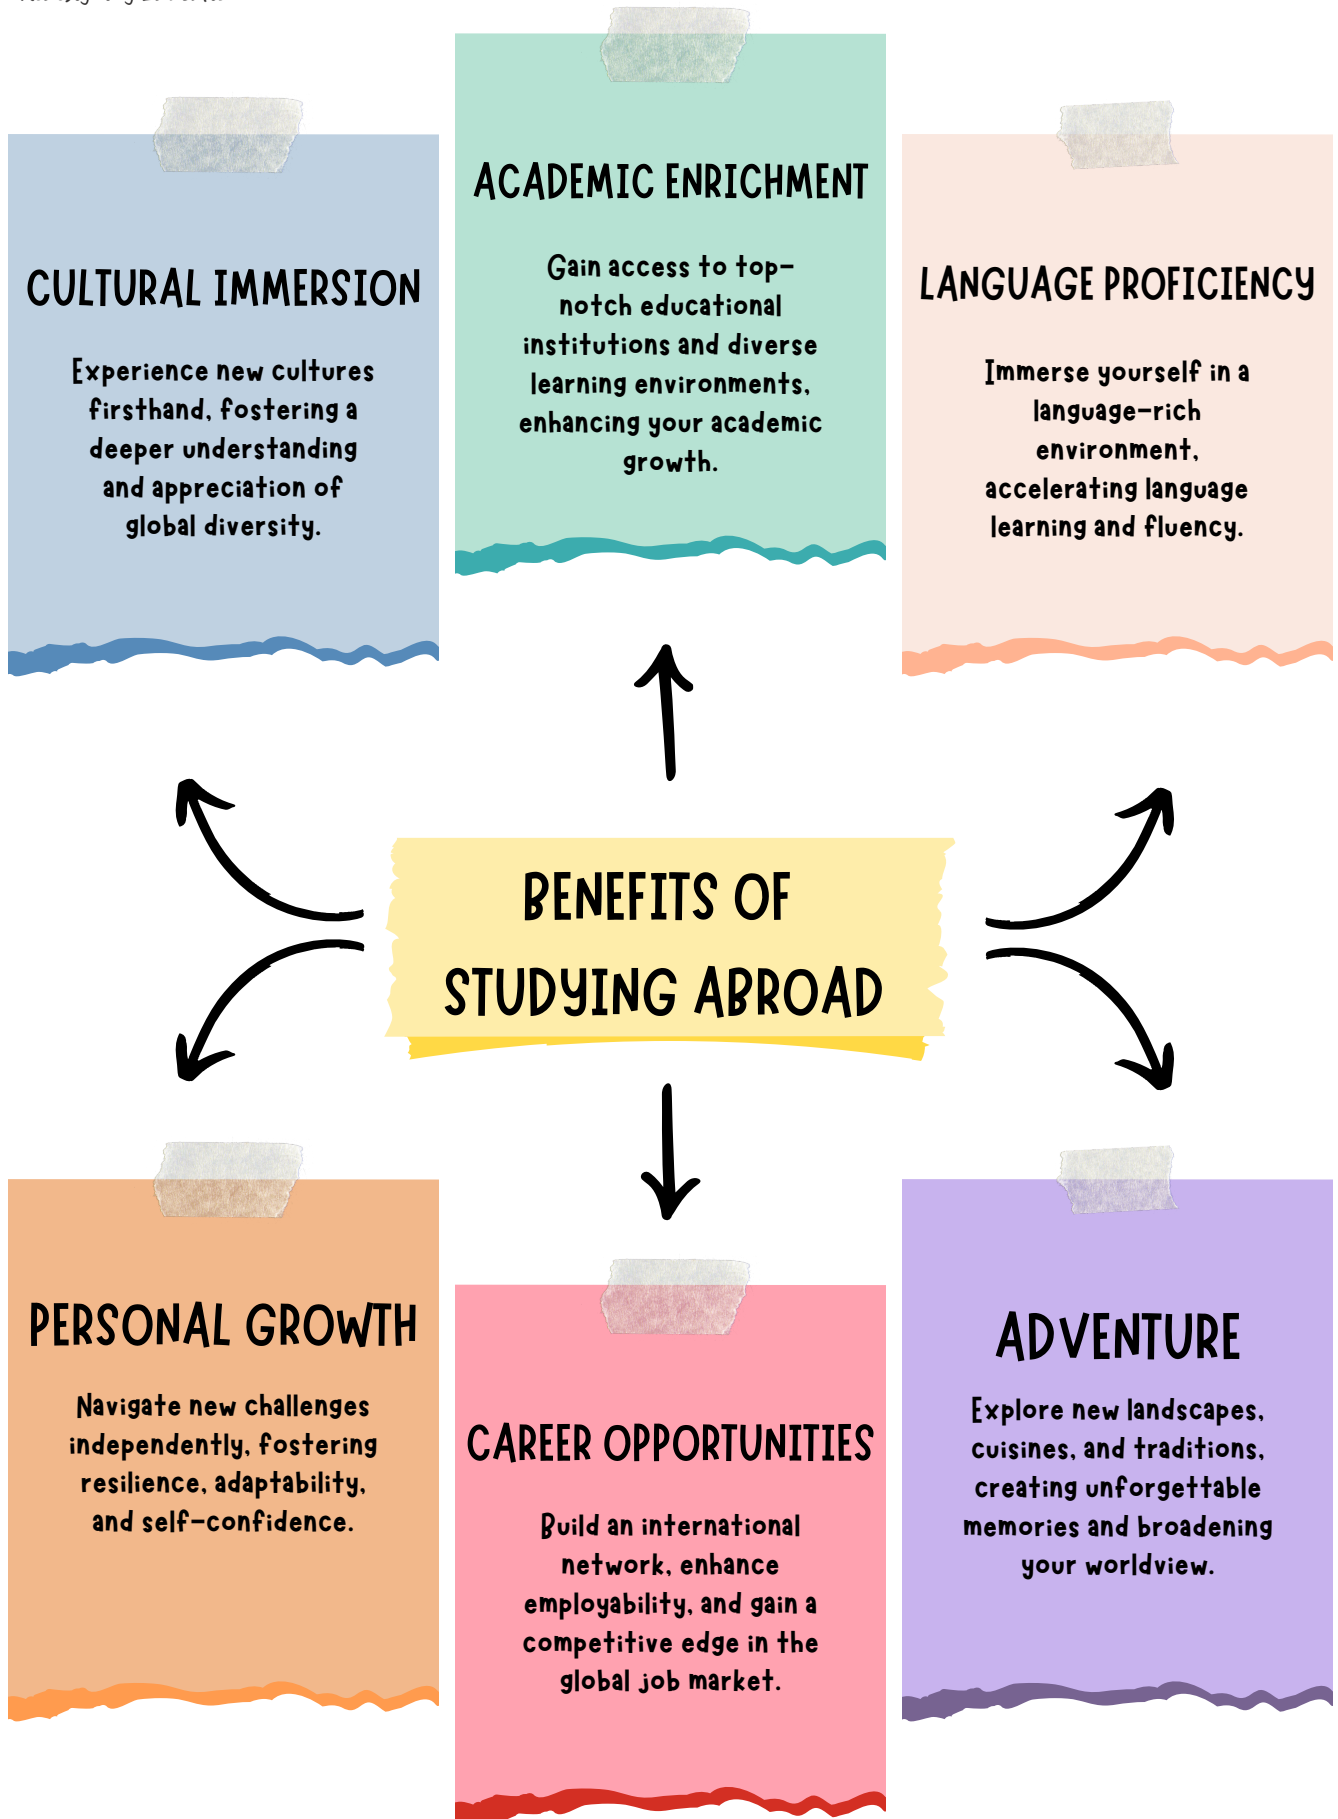 CULTURAL IMMERSION
Experience new cultures
firsthand, fostering a
deeper understanding
and appreciation of
global diversity.
ACADEMIC ENRICHMENT
Gain access to top-
notch educational
institutions and diverse
learning environments,
enhancing your academic
growth.
LANGUAGE PROFICIENCY
Immerse yourself in a
language-rich
environment,
accelerating language
learning and fluency.
BENEFITS OF
STUDYING ABROAD
PERSONAL GROWTH
Navigate new challenges
independently, fostering
resilience, adaptability,
and self-confidence.
CAREER OPPORTUNITIES
Build an international
network, enhance
employability, and gain a
competitive edge in the
global job market.
ADVENTURE
Explore new landscapes,
cuisines, and traditions,
creating unforgettable
memories and broadening
your worldview.